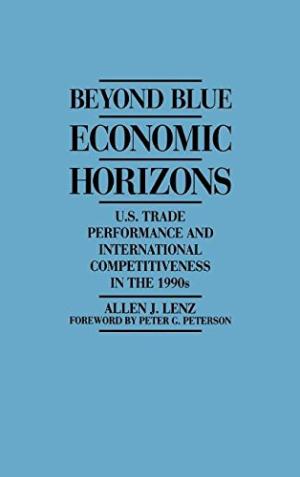 BEYOND BLUE
ECONOMIC
HORIZONS
U.S. TRADE
PERFORMANCE AND
INTERNATIONAL
COMPETITIVENESS
IN THE 1990s
ALLEN J. LENZ
FOREWORD BY PETER G. PETERSON